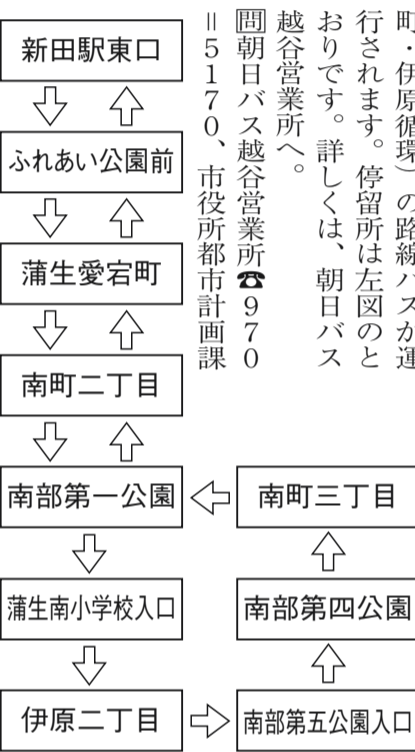 町・伊原循環）の路線バスが運
行されます。停留所は左図のと
おりです。詳しくは、朝日バス
越谷営業所へ。
問朝日バス越谷営業所☎970
＝5170、市役所都市計画課
新田駅東口
ふれあい公園前
蒲生愛宕町
南町二丁目
南部第一公園
蒲生南小学校入口
伊原二丁目
南部第五公園入口
南部第四公園
南町三丁目